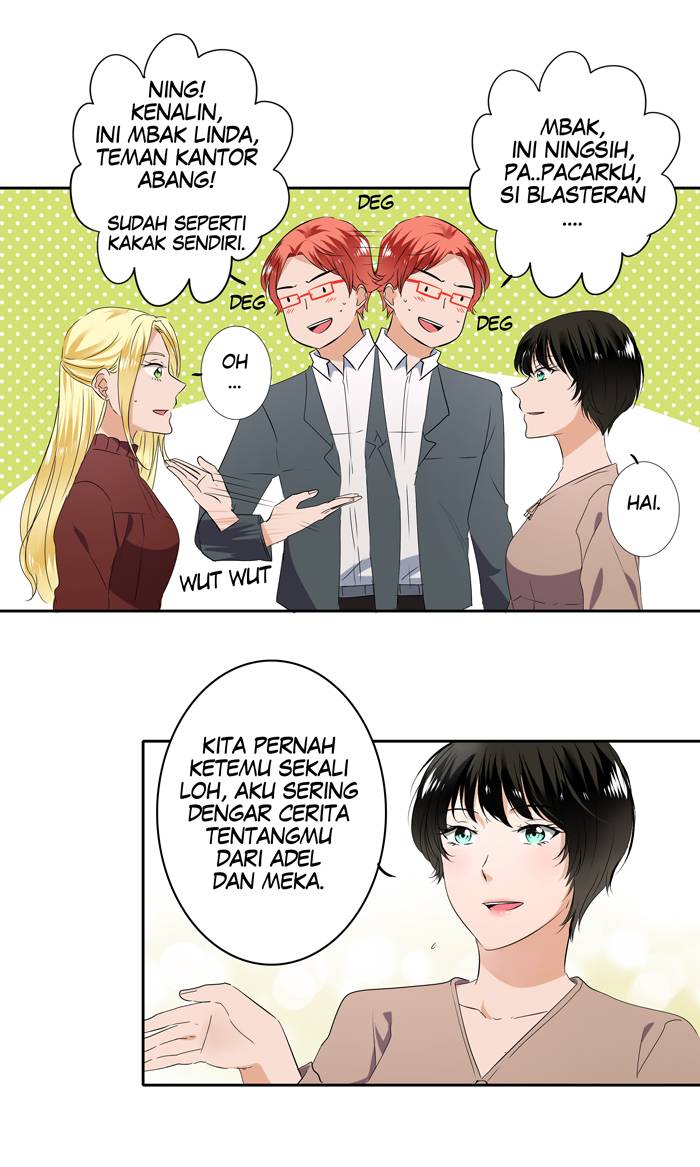 NING!
KENALIN,
INI MBAK LINDA,
TEMAN KANTOR
ABANG!
SUDAH SEPERTI
KAKAK SENDIRI.
MBAK,
INI NINGSIH,
PA..PACARKU,
SI BLASTERAN
....
DEG
DEG
DEG
OH
...
HAI.
WUT WUT
KITA PERNAH
KETEMU SEKALI
LOH, AKU SERING
DENGAR CERITA
TENTANGMU
DARI ADEL
DAN MEKA.